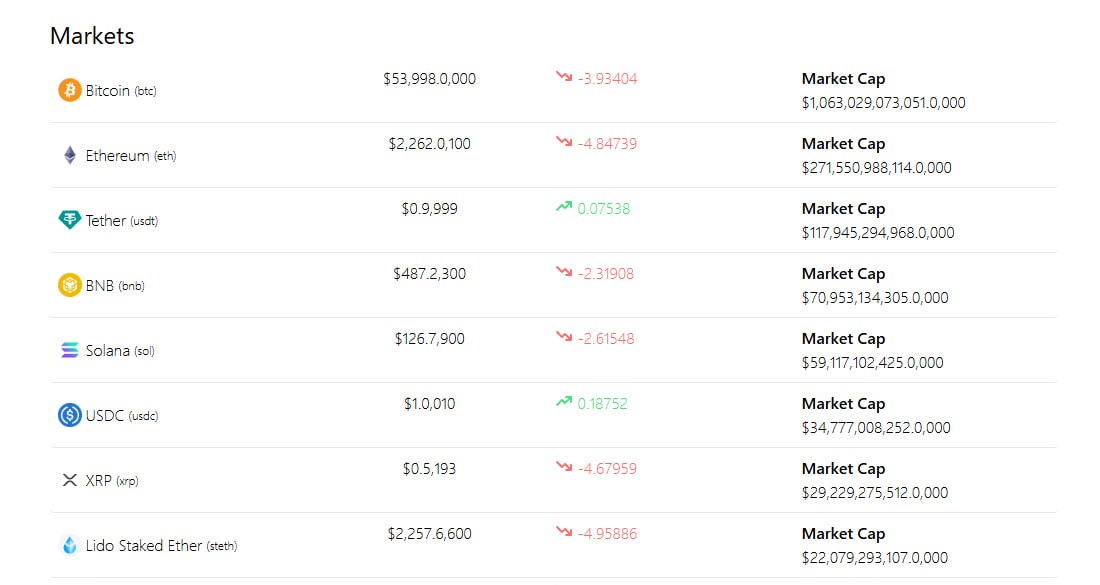 Markets
Bitcoin (btc) $53,998.0,000 -3.93404 Market Cap
$1,063,029,073,051.0,000
Ethereum (eth) $2,262.0,100 -4.84739 Market Cap
$271,550,988,114.0,000
Tether (usdt) $0.9,999 0.07538 Market Cap
$117,945,294,968.0,000
BNB (bnb) $487.2,300 -2.31908 Market Cap
$70,953,134,305.0,000
Solana (sol) $126.7,900 -2.61548 Market Cap
$59,117,102,425.0,000
USDC (usdc) $1.0,010 0.18752 Market Cap
$34,777,008,252.0,000
XRP (xrp) $0.5,193 -4.67959 Market Cap
$29,229,275,512.0,000
Lido Staked Ether (steth) $2,257.6,600 -4.95886 Market Cap
$22,079,293,107.0,000